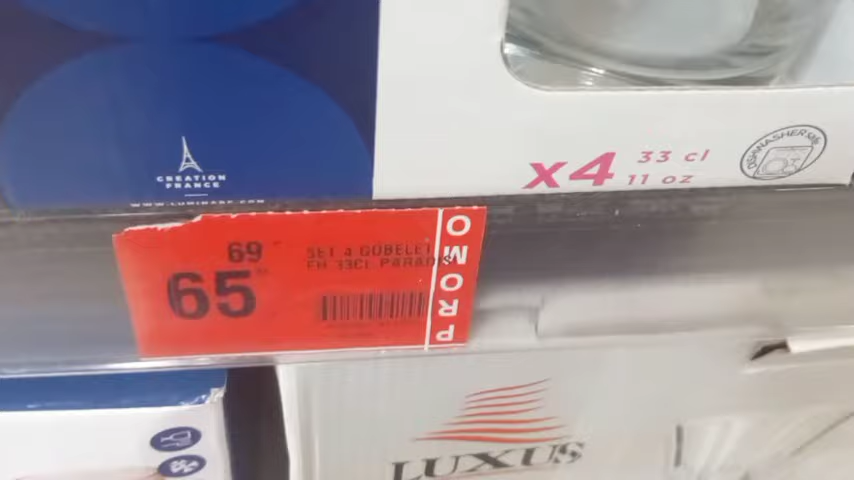 CREATION
FRANCE
x4
33 cl
11 oz
69
65
SET 4 GOBELET
FH 33CL PARADIS
PROMO
LUXUS